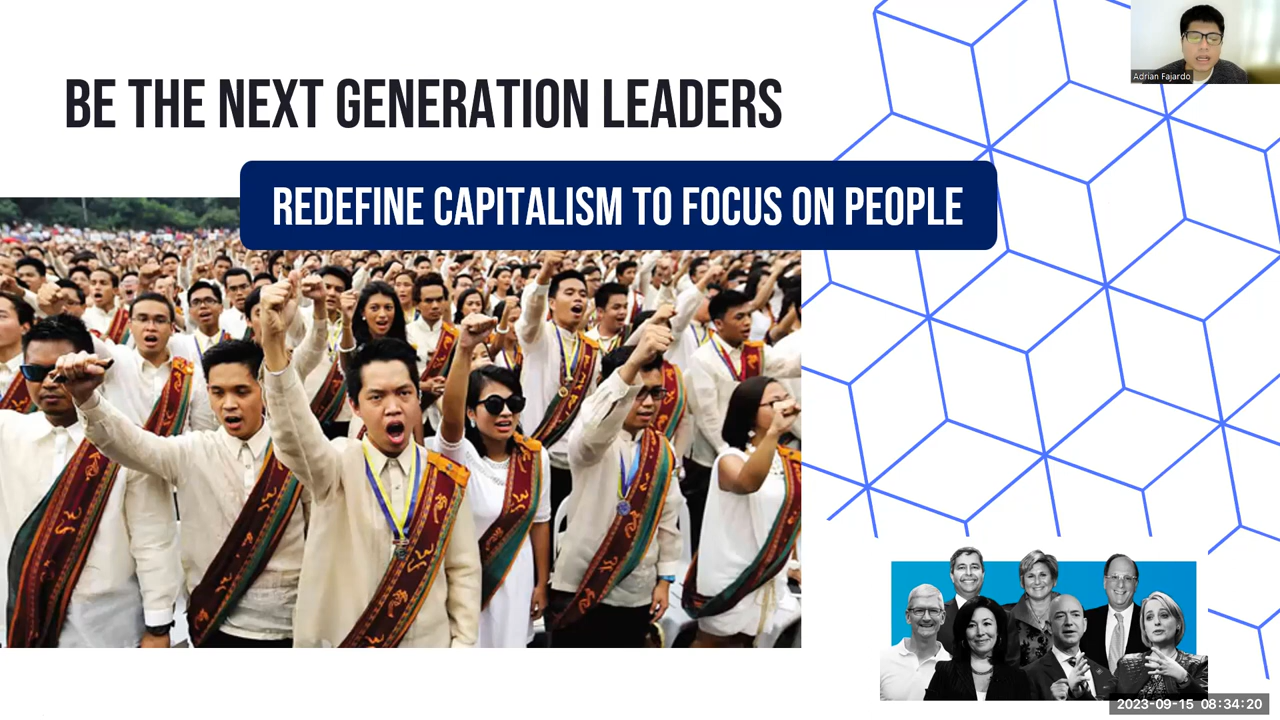 BE THE NEXT GENERATION LEADERS
REDEFINE CAPITALISM TO FOCUS ON PEOPLE
Adrian Fajardo
2023-09-15 08:34:20